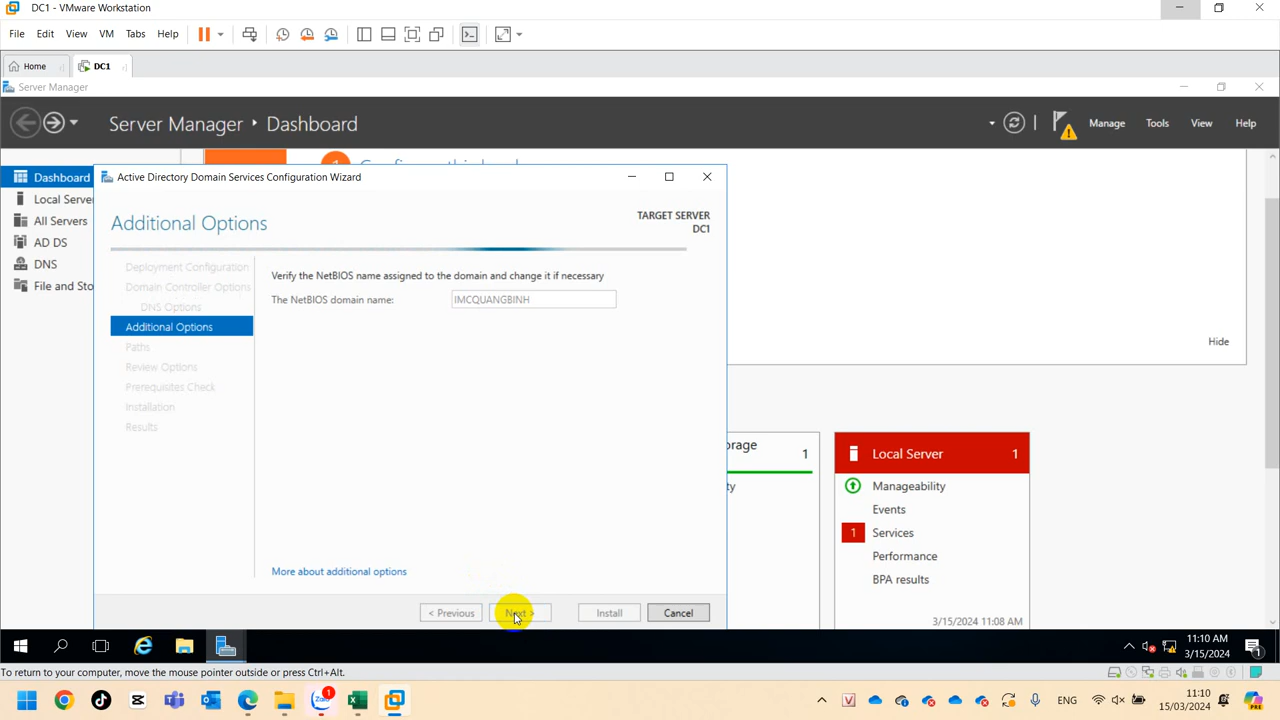 DC1 - VMware Workstation
File Edit View VM Tabs Help
Home DC1
Server Manager
Server Manager Dashboard
Manage Tools View Help
1
Dashboard
Local Server
All Servers
AD DS
DNS
File and Sto
Active Directory Domain Services Configuration Wizard
Additional Options
TARGET SERVER
DC1
Deployment Configuration
Domain Controller Options
DNS Options
Additional Options
Paths
Review Options
Prerequisites Check
Installation
Results
Verify the NetBIOS name assigned to the domain and change it if necessary
The NetBIOS domain name: IMCQUANGBINH
More about additional options
< Previous Next > Install Cancel
Hide
orage 1
ty
Local Server 1
Manageability
Events
1 Services
Performance
BPA results
3/15/2024 11:08 AM
11:10 AM
3/15/2024
1
To return to your computer, move the mouse pointer outside or press Ctrl+Alt.
Zalo
1
ENG
11:10
15/03/2024
PRE